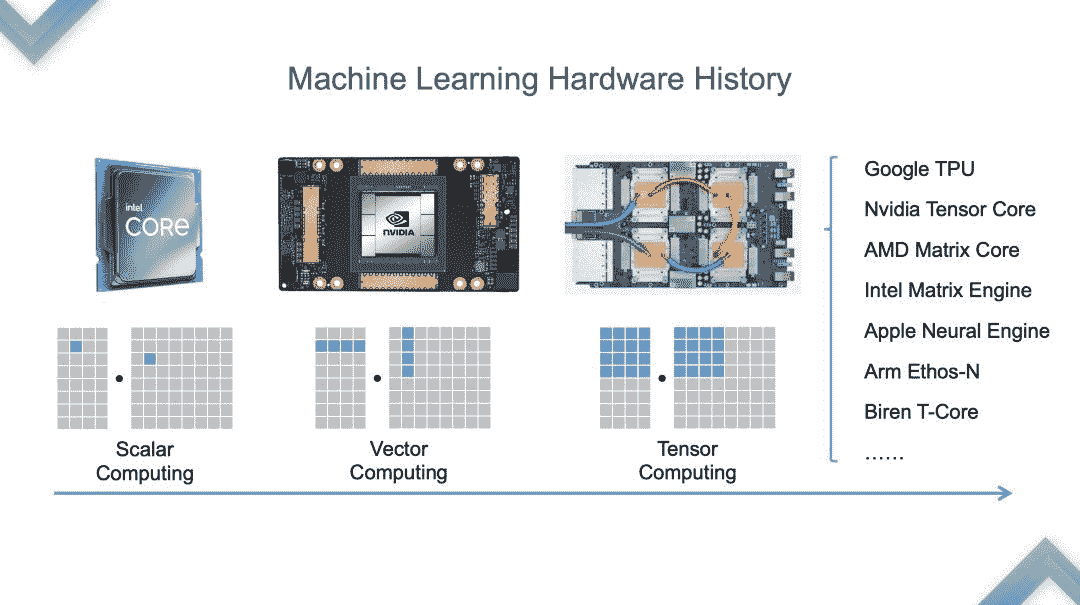 Machine Learning Hardware History
intel
CORE
NVIDIA
Scalar
Computing
Vector
Computing
Tensor
Computing
Google TPU
Nvidia Tensor Core
AMD Matrix Core
Intel Matrix Engine
Apple Neural Engine
Arm Ethos-N
Biren T-Core
......